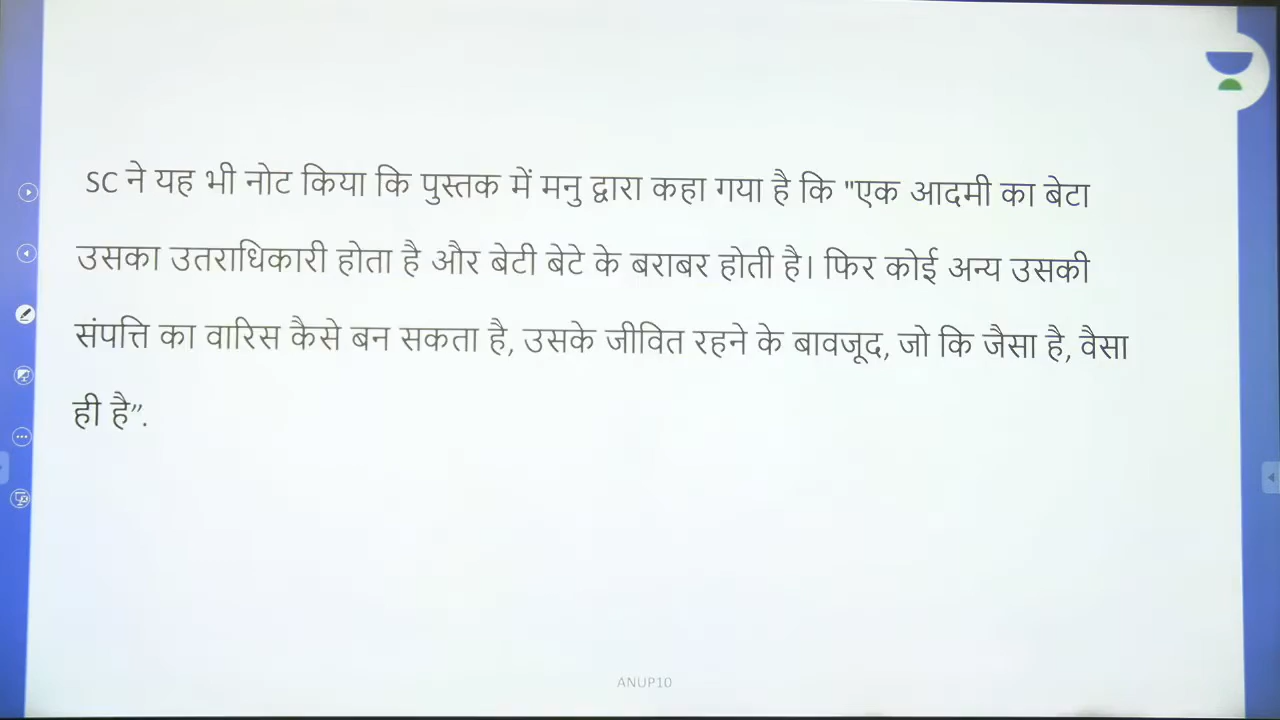 SC ने यह भी नोट किया कि पुस्तक में मनु द्वारा कहा गया है कि "एक आदमी का बेटा
उसका उतराधिकारी होता है और बेटी बेटे के बराबर होती है। फिर कोई अन्य उसकी
संपत्ति का वारिस कैसे बन सकता है, उसके जीवित रहने के बावजूद, जो कि जैसा है, वैसा
ही है”.
ANUP10